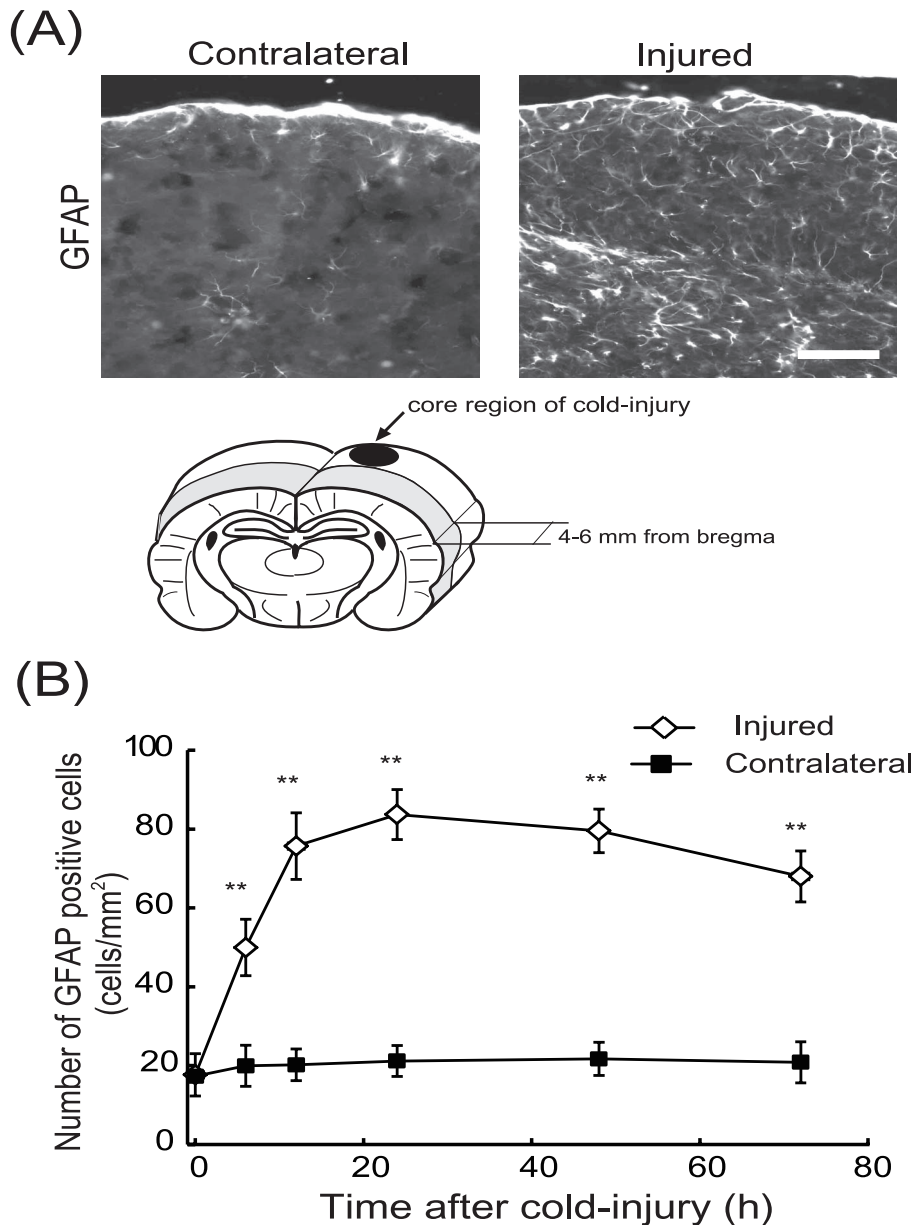 (A)
Contralateral
Injured
GFAP
core region of cold-injury
4-6 mm from bregma
(B)
Injured
Contralateral
Number of GFAP positive cells
(cells/mm²)
100
80
60
40
20
0
**
**
**
**
**
0 20 40 60 80
Time after cold-injury (h)